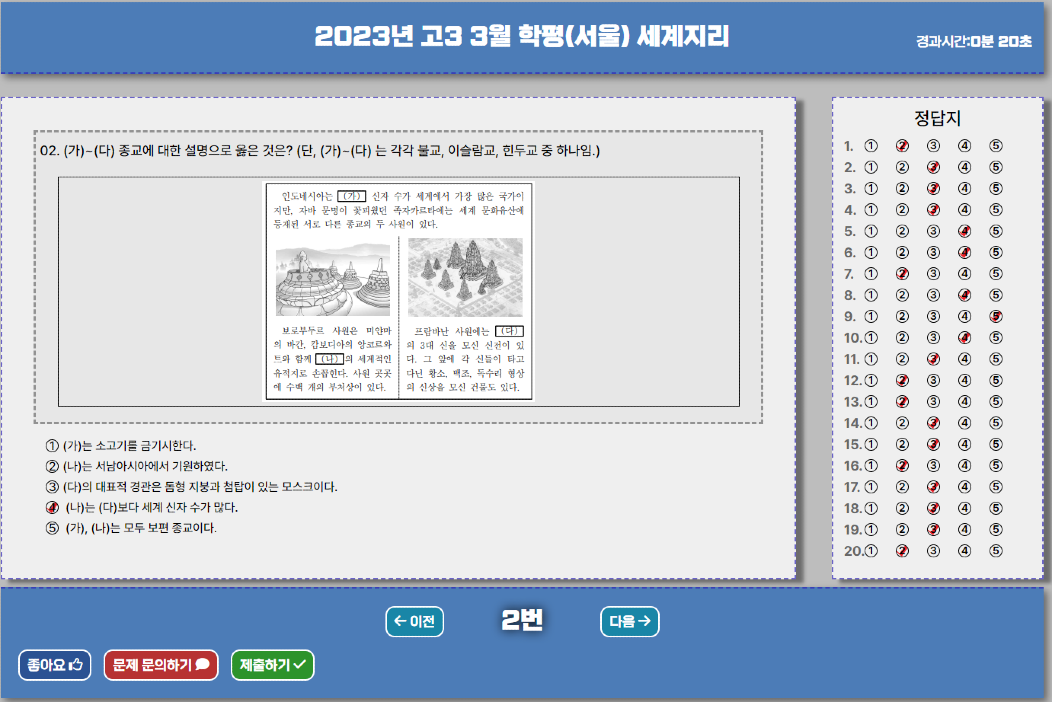 2023년 고3 3월 학평(서울) 세계지리
경과시간:0분 20초
02. (가)~(다) 종교에 대한 설명으로 옳은 것은? (단, (가)~(다) 는 각각 불교, 이슬람교, 힌두교 중 하나임.)
인도네시아는 (가) 신자 수가 세계에서 가장 많은 국가이
지만, 자바 문명이 꽃피웠던 족자카르타에는 세계 문화유산에
등재된 서로 다른 종교의 두 사원이 있다.
보로부두르 사원은 미얀마
의 바간, 캄보디아의 앙코르와
트와 함께 (나) 의 세계적인
유적지로 손꼽힌다. 사원 곳곳
에 수백 개의 부처상이 있다.
프람바난 사원에는 (다)
의 3대 신을 모신 신전이 있
다. 그 앞에 각 신들이 타고
다닌 황소, 백조, 독수리 형상
의 신상을 모신 건물도 있다.
① (가)는 소고기를 금기시한다.
② (나)는 서남아시아에서 기원하였다.
③ (다)의 대표적 경관은 돔형 지붕과 첨탑이 있는 모스크이다.
④ (나)는 (다)보다 세계 신자 수가 많다.
⑤ (가), (나)는 모두 보편 종교이다.
정답지
1. ① ② ③ ④ ⑤
2. ① ② ③ ④ ⑤
3. ① ② ③ ④ ⑤
4. ① ② ③ ④ ⑤
5. ① ② ③ ④ ⑤
6. ① ② ③ ④ ⑤
7. ① ② ③ ④ ⑤
8. ① ② ③ ④ ⑤
9. ① ② ③ ④ ⑤
10. ① ② ③ ④ ⑤
11. ① ② ③ ④ ⑤
12. ① ② ③ ④ ⑤
13. ① ② ③ ④ ⑤
14. ① ② ③ ④ ⑤
15. ① ② ③ ④ ⑤
16. ① ② ③ ④ ⑤
17. ① ② ③ ④ ⑤
18. ① ② ③ ④ ⑤
19. ① ② ③ ④ ⑤
20. ① ② ③ ④ ⑤
← 이전
2번
다음 →
좋아요
문제 문의하기
제출하기